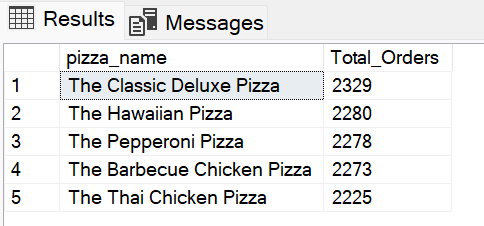 Results Messages
pizza_name Total_Orders
1 The Classic Deluxe Pizza 2329
2 The Hawaiian Pizza 2280
3 The Pepperoni Pizza 2278
4 The Barbecue Chicken Pizza 2273
5 The Thai Chicken Pizza 2225